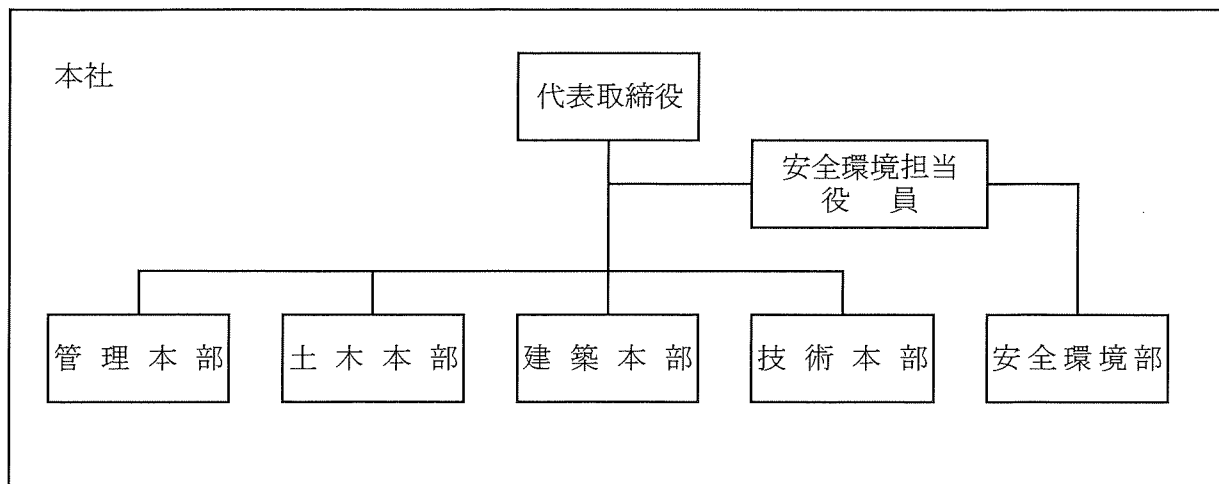 本社
代表取締役
安全環境担当
役員
管理本部
土木本部
建築本部
技術本部
安全環境部